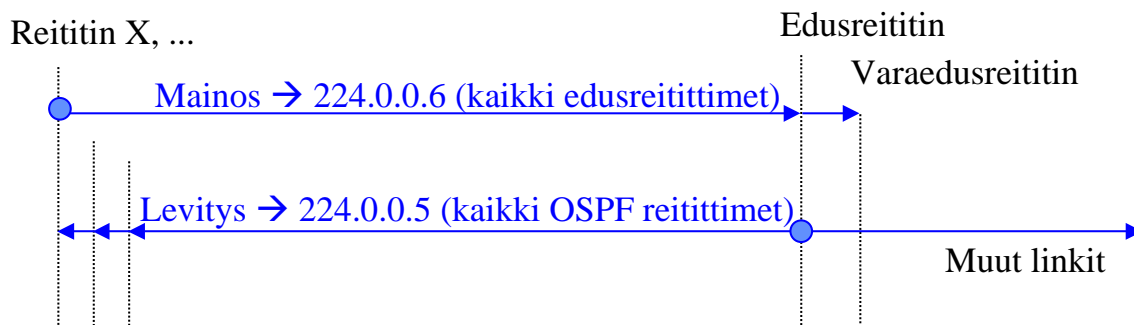 Reititin X, ...
Edusreititin
Varaedusreititin
Mainos → 224.0.0.6 (kaikki edusreitittimet)
Levitys → 224.0.0.5 (kaikki OSPF reitittimet)
Muut linkit